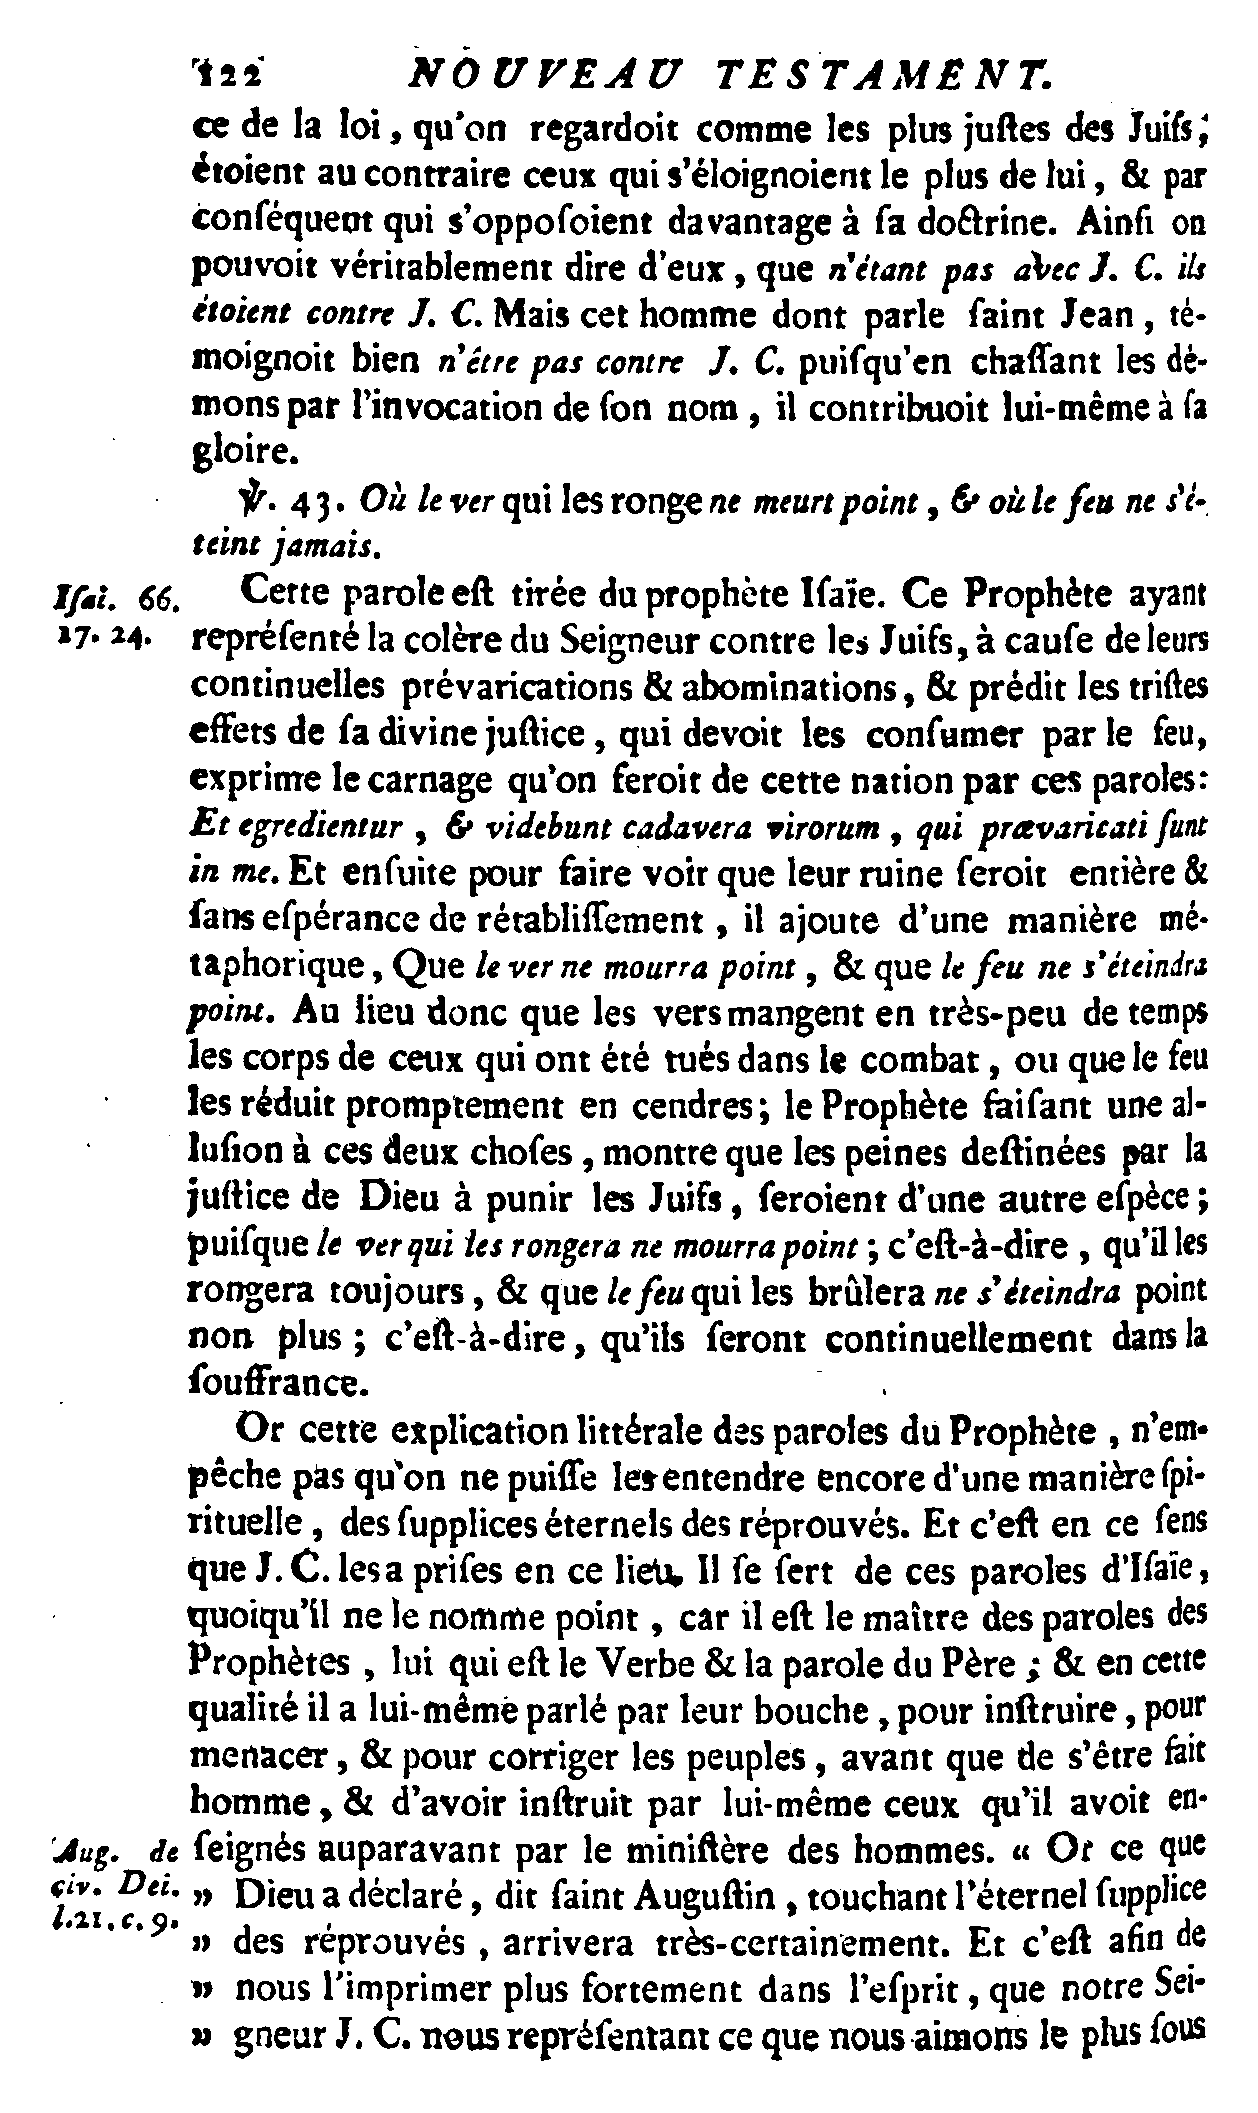 122 NOUVEAU TESTAMENT.
ce de la loi, qu'on regardoit comme les plus juſtes des Juifs;
étoient au contraire ceux qui s'éloignoient le plus de lui, & par
conſéquent qui s'oppoſoient davantage à ſa doctrine. Ainſi on
pouvoit véritablement dire d'eux, que n'étant pas avec J. C. ils
étoient contre J. C. Mais cet homme dont parle ſaint Jean, té-
moignoit bien n'être pas contre J. C. puiſqu'en chaſſant les dé-
mons par l'invocation de ſon nom, il contribuoit lui-même à ſa
gloire.
℣. 43. Où le ver qui les ronge ne meurt point, & où le feu ne s'é-
teint jamais.
Iſai. 66. Cette parole eſt tirée du prophète Iſaïe. Ce Prophète ayant
17. 24. repréſenté la colère du Seigneur contre les Juifs, à cauſe de leurs
continuelles prévarications & abominations, & prédit les triſtes
effets de ſa divine juſtice, qui devoit les conſumer par le feu,
exprime le carnage qu'on feroit de cette nation par ces paroles:
Et egredientur, & videbunt cadavera virorum, qui prævaricati ſunt
in me. Et enſuite pour faire voir que leur ruine ſeroit entière &
ſans eſpérance de rétabliſſement, il ajoute d'une manière mé-
taphorique, Que le ver ne mourra point, & que le feu ne s'éteindra
point. Au lieu donc que les vers mangent en très-peu de temps
les corps de ceux qui ont été tués dans le combat, ou que le feu
les réduit promptement en cendres; le Prophète faiſant une al-
luſion à ces deux choſes, montre que les peines deſtinées par la
juſtice de Dieu à punir les Juifs, ſeroient d'une autre eſpèce;
puiſque le ver qui les rongera ne mourra point; c'eſt-à-dire, qu'il les
rongera toujours, & que le feu qui les brûlera ne s'éteindra point
non plus; c'eſt-à-dire, qu'ils ſeront continuellement dans la
ſouffrance.
Or cette explication littérale des paroles du Prophète, n'em-
pêche pas qu'on ne puiſſe les entendre encore d'une manière ſpi-
rituelle, des ſupplices éternels des réprouvés. Et c'eſt en ce ſens
que J. C. les a priſes en ce lieu. Il ſe ſert de ces paroles d'Iſaïe,
quoiqu'il ne le nomme point, car il eſt le maître des paroles des
Prophètes, lui qui eſt le Verbe & la parole du Père; & en cette
qualité il a lui-même parlé par leur bouche, pour inſtruire, pour
menacer, & pour corriger les peuples, avant que de s'être fait
homme, & d'avoir inſtruit par lui-même ceux qu'il avoit en-
Aug. de ſeignés auparavant par le miniſtère des hommes. « Or ce que
civ. Dei. » Dieu a déclaré, dit ſaint Auguſtin, touchant l'éternel ſupplice
l. 21. c. 9. » des réprouvés, arrivera très-certainement. Et c'eſt afin de
» nous l'imprimer plus fortement dans l'eſprit, que notre Sei-
» gneur J. C. nous repréſentant ce que nous aimons le plus ſous